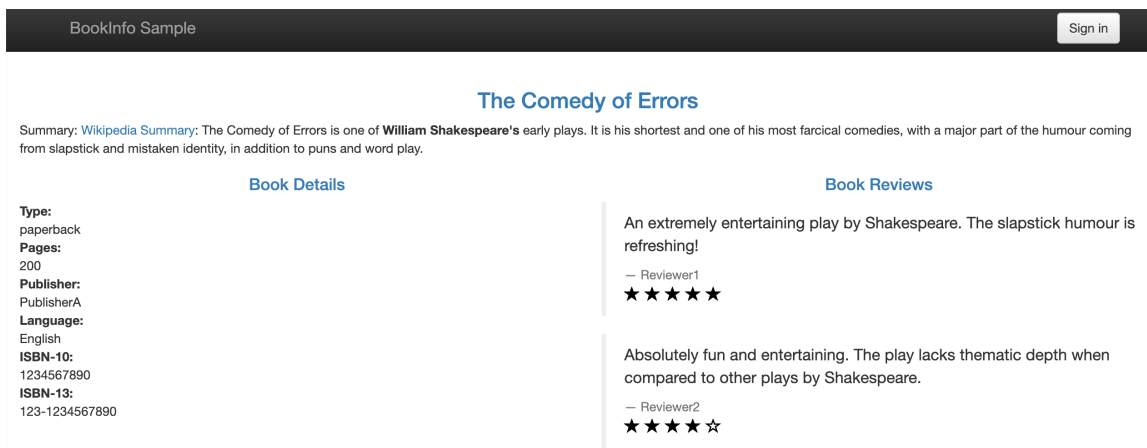 BookInfo Sample
Sign in
The Comedy of Errors
Summary: Wikipedia Summary: The Comedy of Errors is one of William Shakespeare's early plays. It is his shortest and one of his most farcical comedies, with a major part of the humour coming
from slapstick and mistaken identity, in addition to puns and word play.
Book Details
Type:
paperback
Pages:
200
Publisher:
PublisherA
Language:
English
ISBN-10:
1234567890
ISBN-13:
123-1234567890
Book Reviews
An extremely entertaining play by Shakespeare. The slapstick humour is
refreshing!
— Reviewer1
★★★★★
Absolutely fun and entertaining. The play lacks thematic depth when
compared to other plays by Shakespeare.
— Reviewer2
★★★★☆